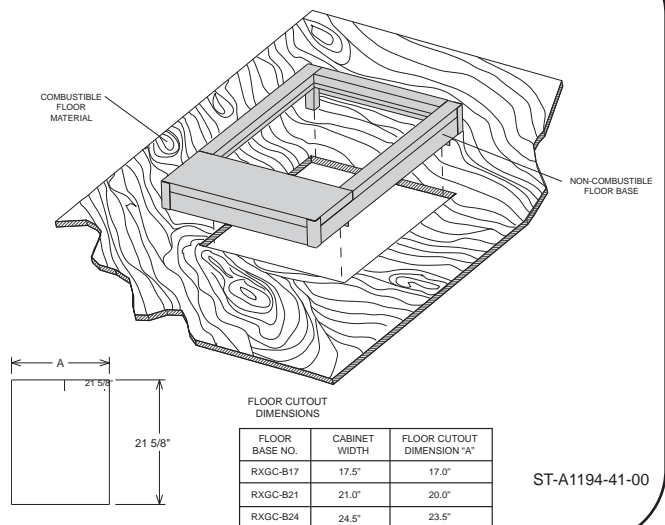 COMBUSTIBLE
FLOOR
MATERIAL
NON-COMBUSTIBLE
FLOOR BASE
A
21 5/8"
21 5/8"
FLOOR CUTOUT
DIMENSIONS
FLOOR BASE NO. CABINET WIDTH FLOOR CUTOUT DIMENSION "A"
RXGC-B17 17.5" 17.0"
RXGC-B21 21.0" 20.0"
RXGC-B24 24.5" 23.5"
ST-A1194-41-00